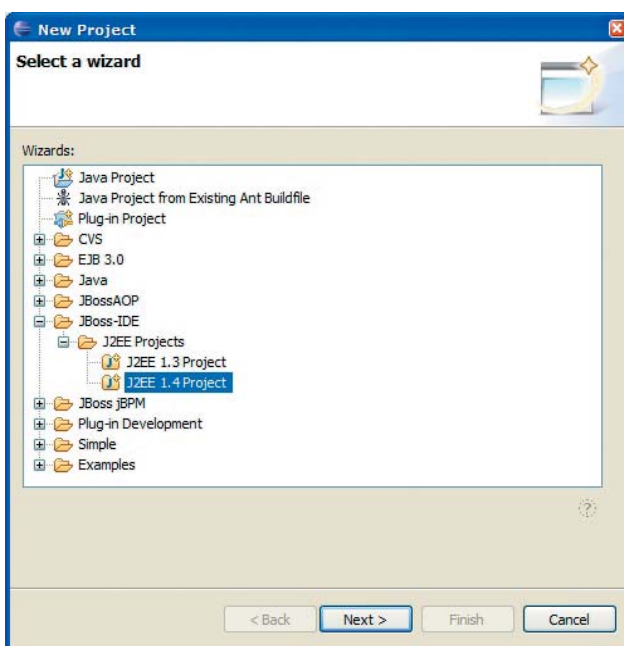 New Project
Select a wizard
Wizards:
Java Project
Java Project from Existing Ant Buildfile
Plug-in Project
CVS
EJB 3.0
Java
JBossAOP
JBoss-IDE
J2EE Projects
J2EE 1.3 Project
J2EE 1.4 Project
JBoss jBPM
Plug-in Development
Simple
Examples
?
< Back Next > Finish Cancel